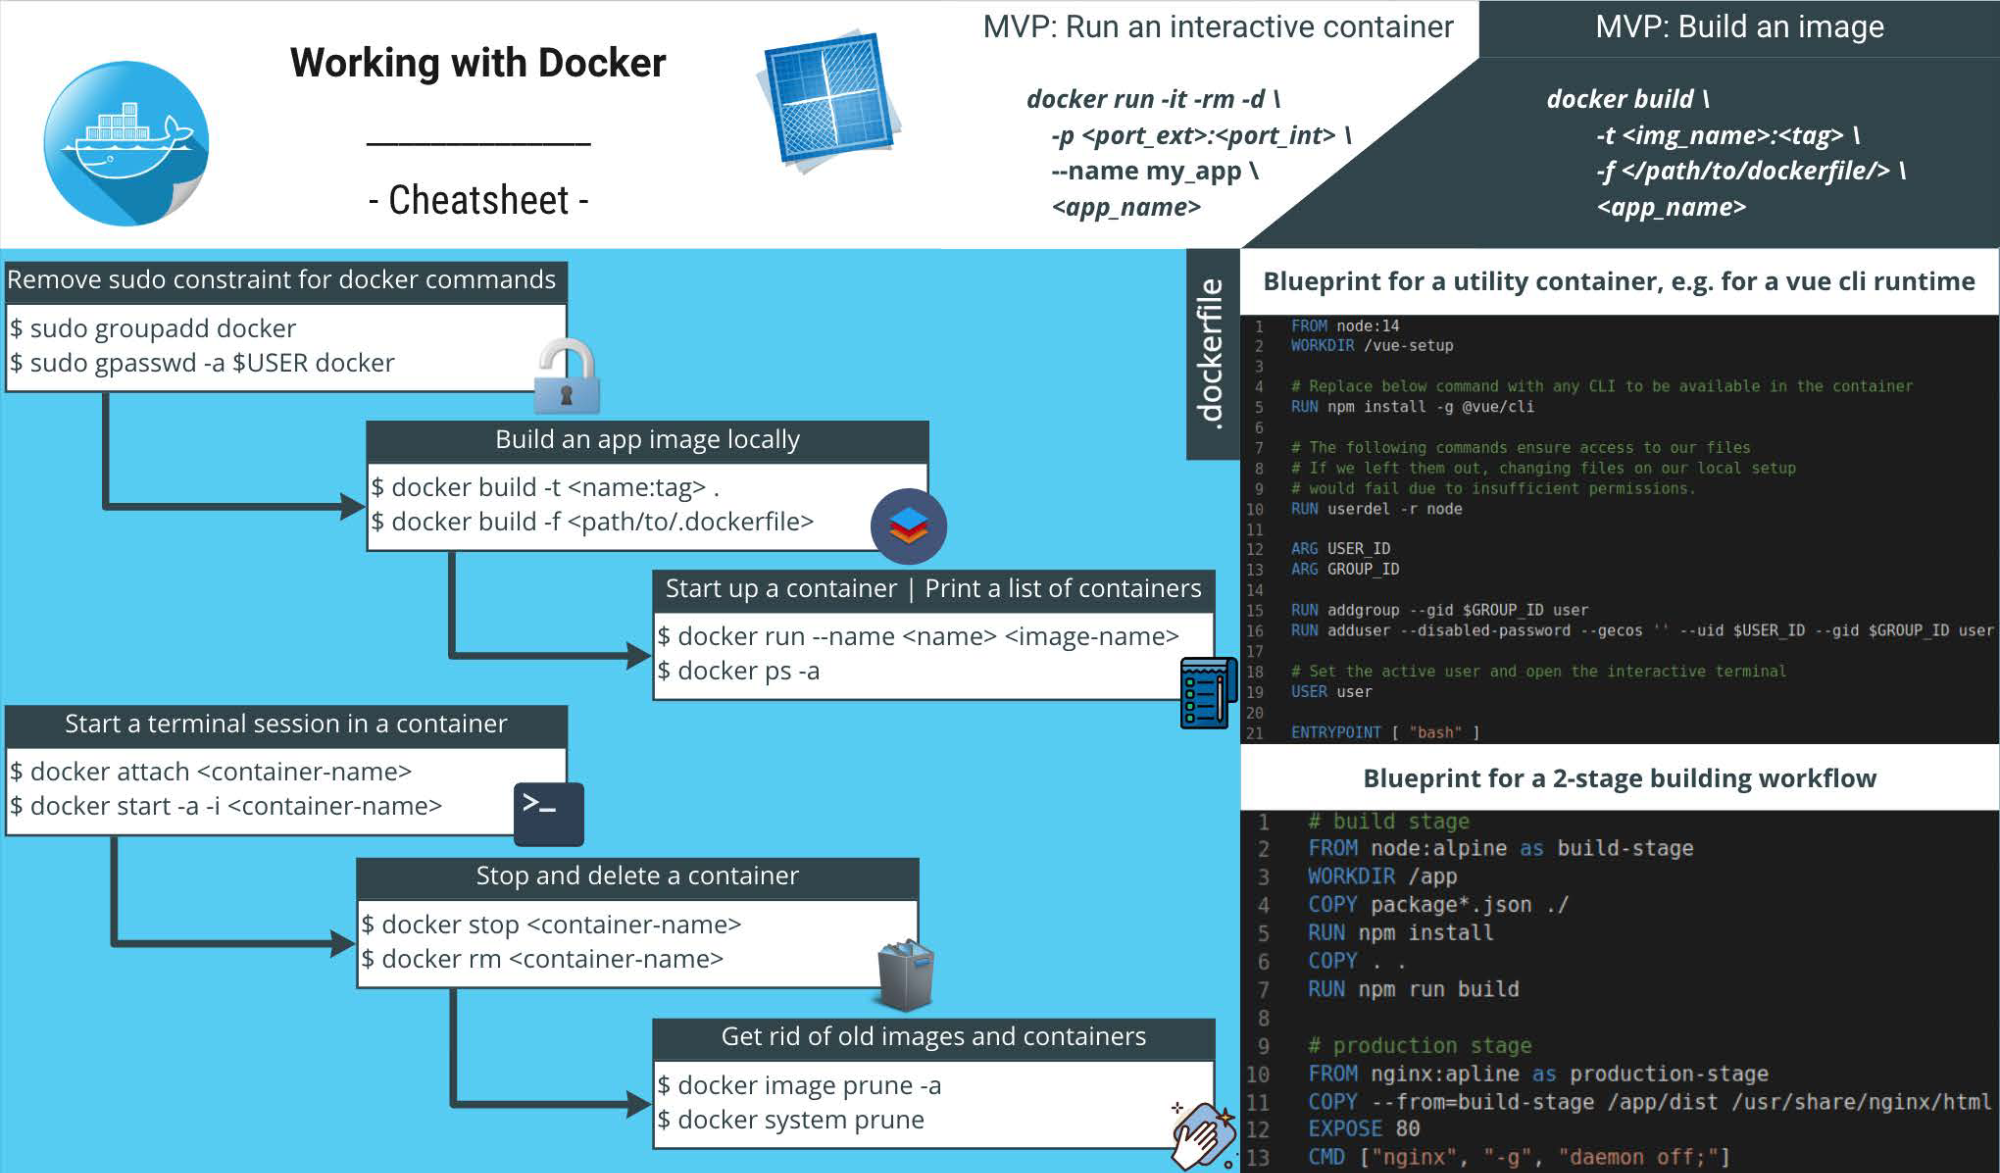 Working with Docker
- Cheatsheet -
MVP: Run an interactive container
docker run -it -rm -d \
-p <port_ext>:<port_int> \
--name my_app \
<app_name>
MVP: Build an image
docker build \
-t <img_name>:<tag> \
-f </path/to/dockerfile/> \
<app_name>
Remove sudo constraint for docker commands
$ sudo groupadd docker
$ sudo gpasswd -a $USER docker
Build an app image locally
$ docker build -t <name:tag> .
$ docker build -f <path/to/.dockerfile>
Start up a container | Print a list of containers
$ docker run --name <name> <image-name>
$ docker ps -a
Start a terminal session in a container
$ docker attach <container-name>
$ docker start -a -i <container-name>
>_
Stop and delete a container
$ docker stop <container-name>
$ docker rm <container-name>
Get rid of old images and containers
$ docker image prune -a
$ docker system prune
.dockerfile
Blueprint for a utility container, e.g. for a vue cli runtime
1 FROM node:14
2 WORKDIR /vue-setup
3
4 # Replace below command with any CLI to be available in the container
5 RUN npm install -g @vue/cli
6
7 # The following commands ensure access to our files
8 # If we left them out, changing files on our local setup
9 # would fail due to insufficient permissions.
10 RUN userdel -r node
11
12 ARG USER_ID
13 ARG GROUP_ID
14
15 RUN addgroup --gid $GROUP_ID user
16 RUN adduser --disabled-password --gecos '' --uid $USER_ID --gid $GROUP_ID user
17
18 # Set the active user and open the interactive terminal
19 USER user
20
21 ENTRYPOINT [ "bash" ]
Blueprint for a 2-stage building workflow
1 # build stage
2 FROM node:alpine as build-stage
3 WORKDIR /app
4 COPY package*.json ./
5 RUN npm install
6 COPY . .
7 RUN npm run build
8
9 # production stage
10 FROM nginx:apline as production-stage
11 COPY --from=build-stage /app/dist /usr/share/nginx/html
12 EXPOSE 80
13 CMD ["nginx", "-g", "daemon off;"]